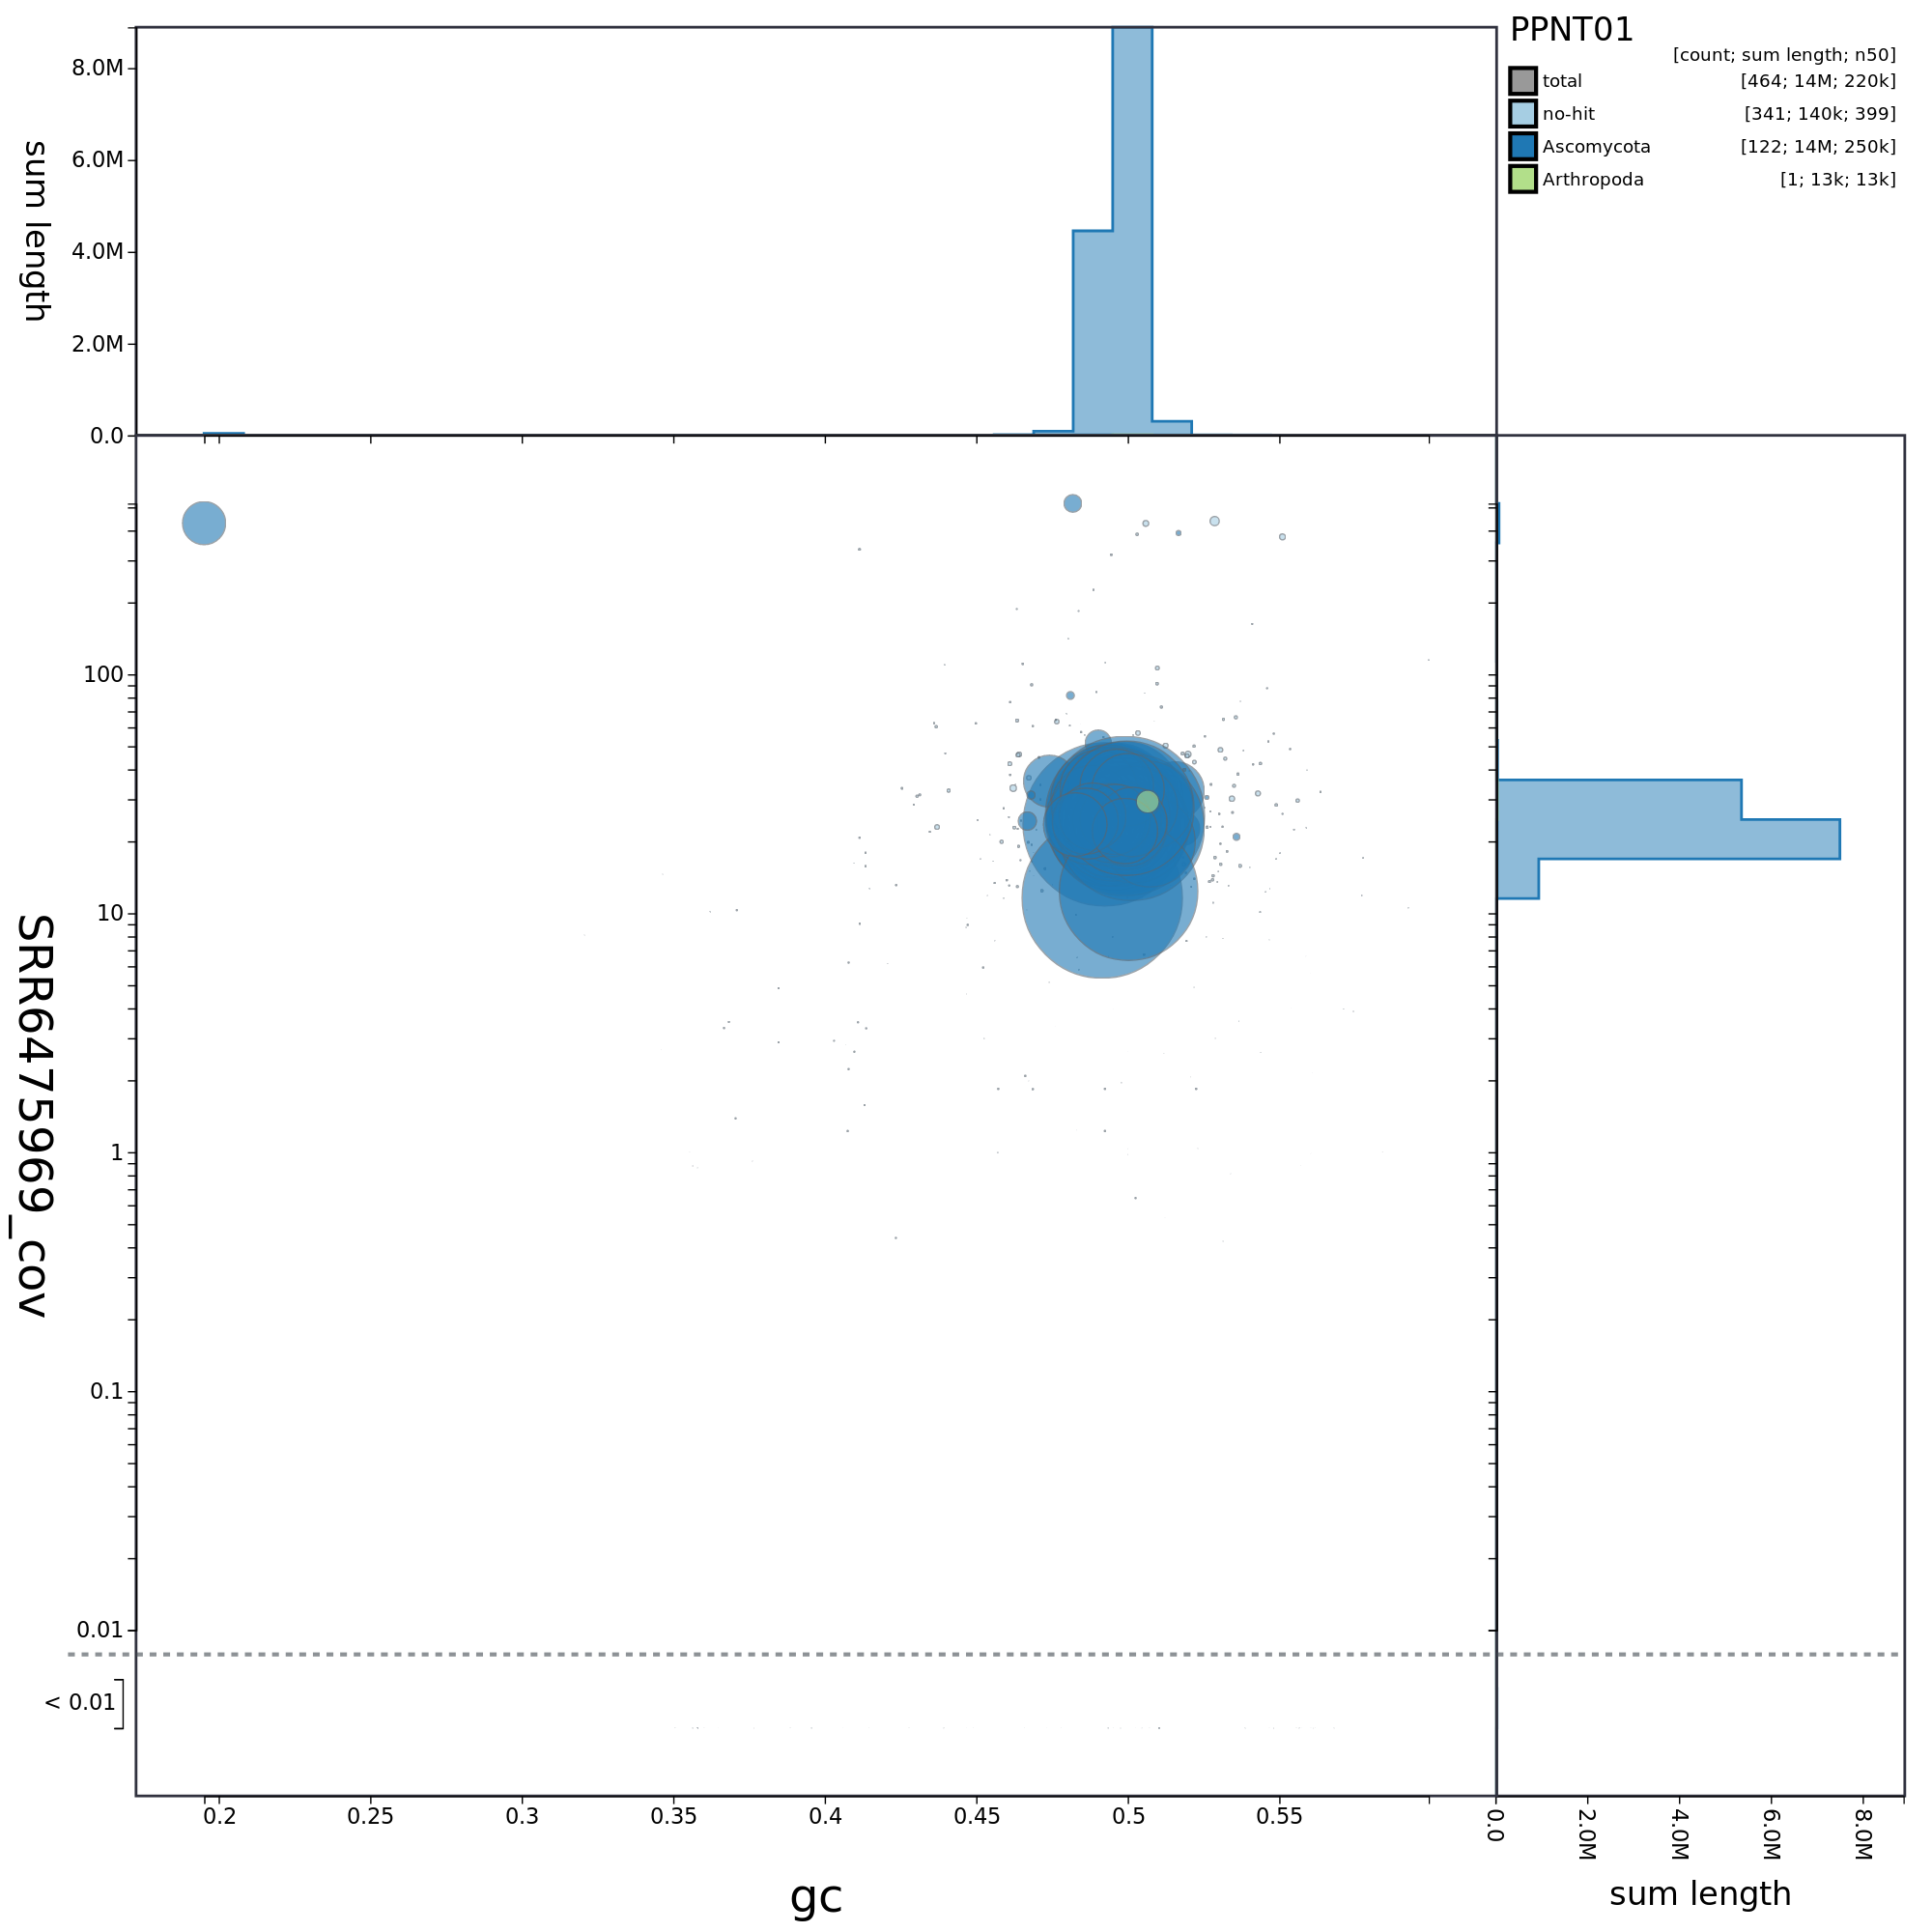 PPNT01
[count; sum length; n50]
total [464; 14M; 220k]
no-hit [341; 140k; 399]
Ascomycota [122; 14M; 250k]
Arthropoda [1; 13k; 13k]
sum length
8.0M
6.0M
4.0M
2.0M
0.0
SRR6475969_cov
100
10
1
0.1
0.01
< 0.01
0.2 0.25 0.3 0.35 0.4 0.45 0.5 0.55
gc
0.0 2.0M 4.0M 6.0M 8.0M
sum length